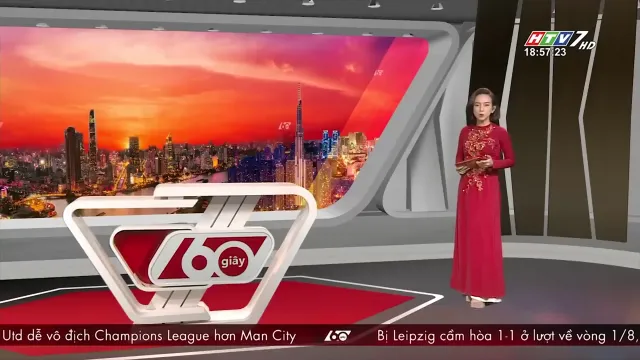 HTV7 HD
18:57:23
60
giây
Utd dễ vô địch Champions League hơn Man City
60
Bị Leipzig cầm hòa 1-1 ở lượt về vòng 1/8,